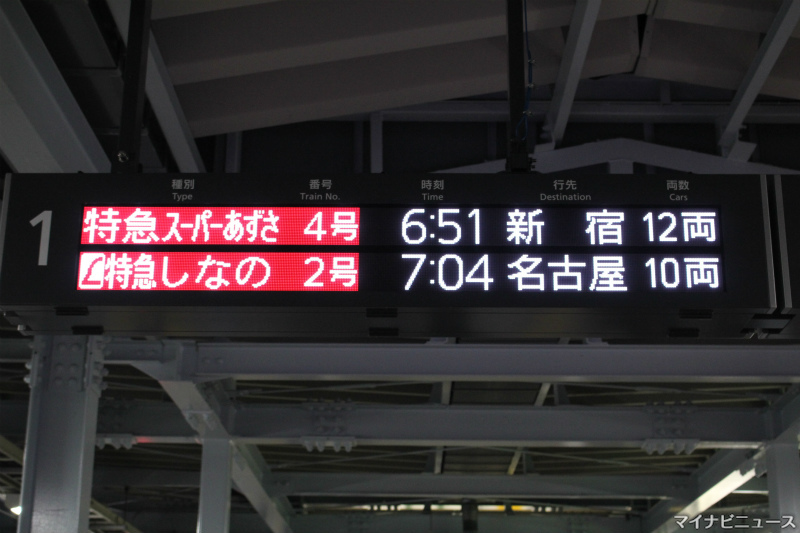 1
種別 番号 時刻 行先 両数
Type Train No. Time Destination Cars
特急スーパーあずさ 4号 6:51 新宿 12両
特急しなの 2号 7:04 名古屋 10両
マイナビニュース